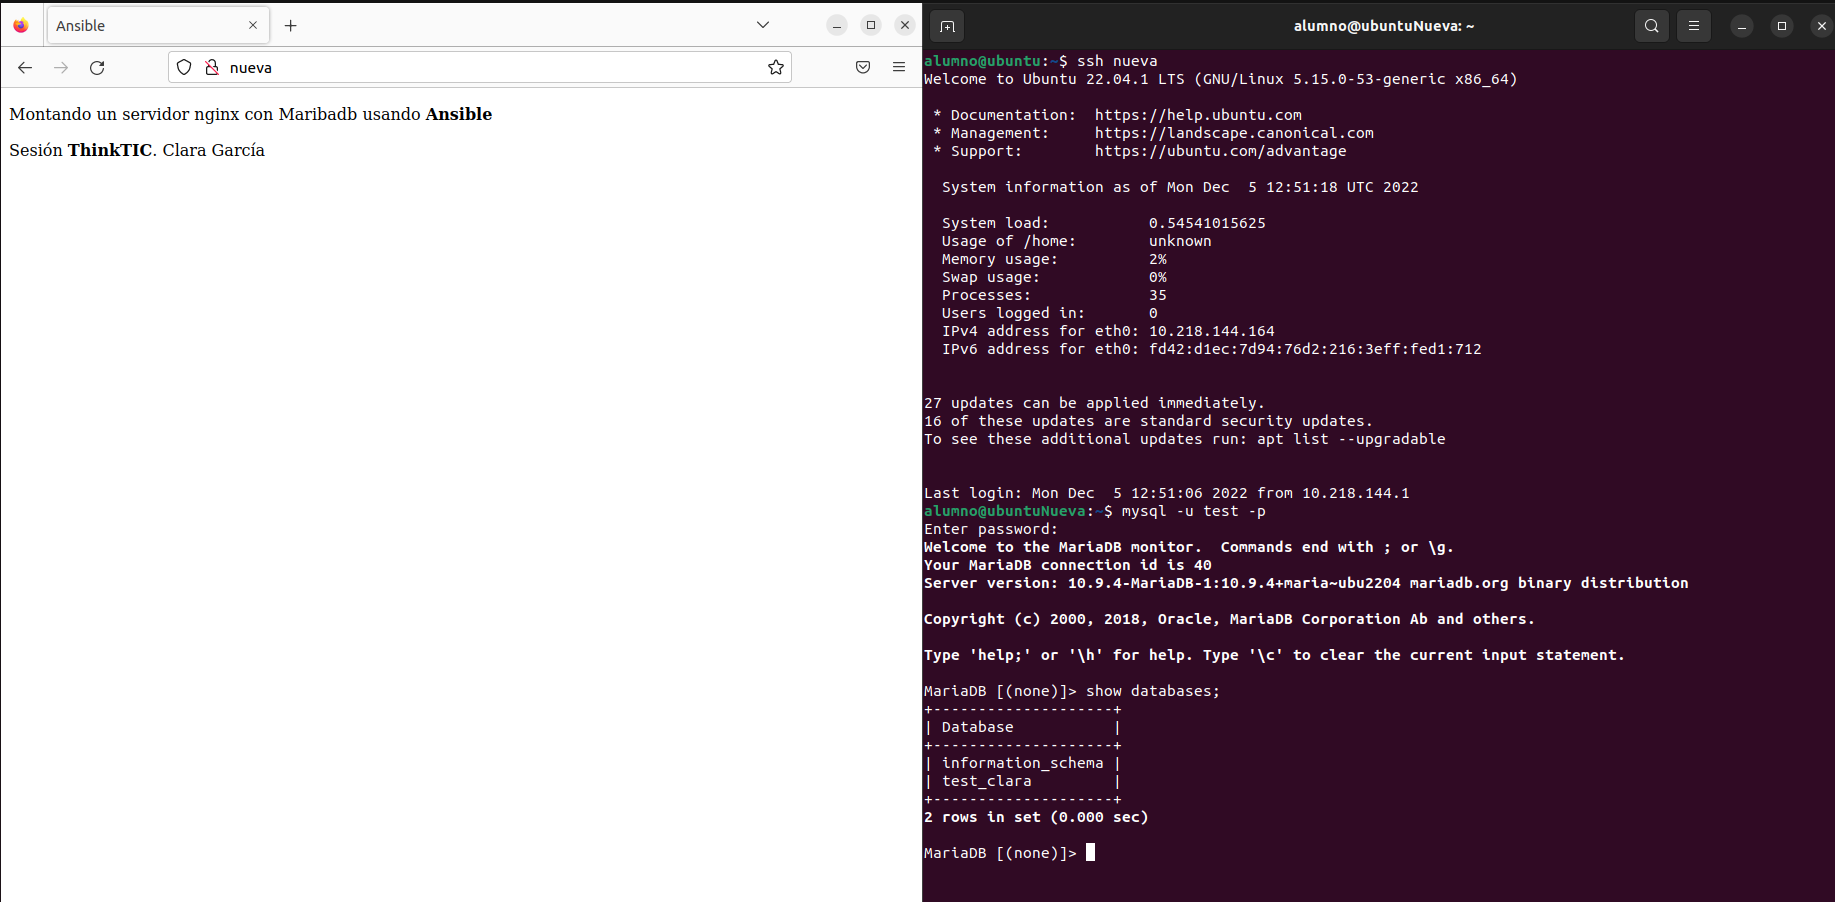 Ansible
nueva
Montando un servidor nginx con Maribadb usando Ansible
Sesión ThinkTIC. Clara García
alumno@ubuntuNueva: ~
alumno@ubuntu:~$ ssh nueva
Welcome to Ubuntu 22.04.1 LTS (GNU/Linux 5.15.0-53-generic x86_64)
* Documentation:  https://help.ubuntu.com
* Management:     https://landscape.canonical.com
* Support:        https://ubuntu.com/advantage
System information as of Mon Dec  5 12:51:18 UTC 2022
System load:           0.54541015625
Usage of /home:        unknown
Memory usage:          2%
Swap usage:            0%
Processes:             35
Users logged in:       0
IPv4 address for eth0: 10.218.144.164
IPv6 address for eth0: fd42:d1ec:7d94:76d2:216:3eff:fed1:712
27 updates can be applied immediately.
16 of these updates are standard security updates.
To see these additional updates run: apt list --upgradable
Last login: Mon Dec  5 12:51:06 2022 from 10.218.144.1
alumno@ubuntuNueva:~$ mysql -u test -p
Enter password:
Welcome to the MariaDB monitor.  Commands end with ; or \g.
Your MariaDB connection id is 40
Server version: 10.9.4-MariaDB-1:10.9.4+maria~ubu2204 mariadb.org binary distribution
Copyright (c) 2000, 2018, Oracle, MariaDB Corporation Ab and others.
Type 'help;' or '\h' for help. Type '\c' to clear the current input statement.
MariaDB [(none)]> show databases;
+--------------------+
| Database           |
+--------------------+
| information_schema |
| test_clara         |
+--------------------+
2 rows in set (0.000 sec)
MariaDB [(none)]>